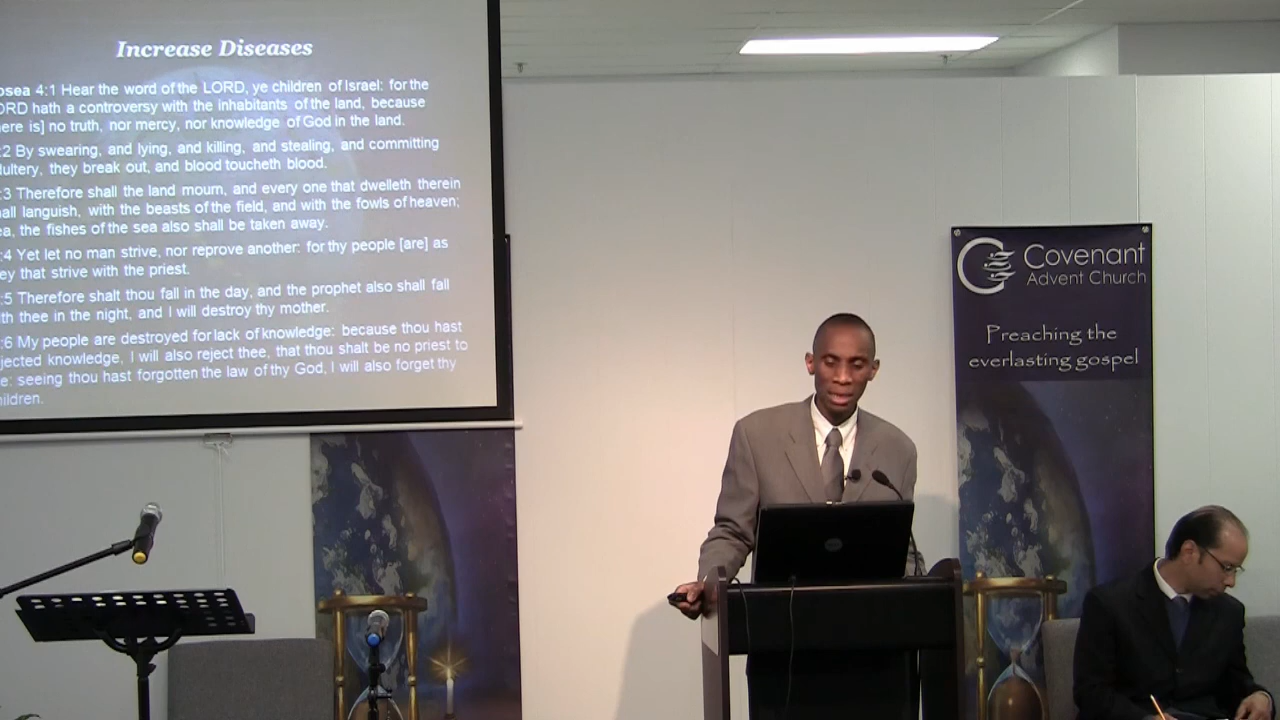 Increase Diseases
osea 4:1 Hear the word of the LORD, ye children of Israel: for the
ORD hath a controversy with the inhabitants of the land, because
ere is] no truth, nor mercy, nor knowledge of God in the land.
:2 By swearing, and lying, and killing, and stealing, and committing
dultery, they break out, and blood toucheth blood.
:3 Therefore shall the land mourn, and every one that dwelleth therein
all languish, with the beasts of the field, and with the fowls of heaven;
ea, the fishes of the sea also shall be taken away.
:4 Yet let no man strive, nor reprove another: for thy people [are] as
ey that strive with the priest.
:5 Therefore shalt thou fall in the day, and the prophet also shall fall
th thee in the night, and I will destroy thy mother.
:6 My people are destroyed for lack of knowledge: because thou hast
jected knowledge, I will also reject thee, that thou shalt be no priest to
e: seeing thou hast forgotten the law of thy God, I will also forget thy
hildren.
Covenant
Advent Church
Preaching the
everlasting gospel